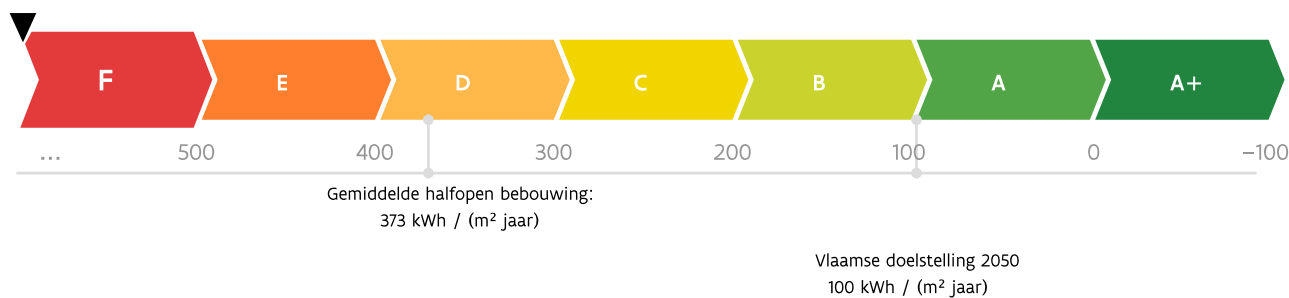 F E D C B A A+
... 500 400 300 200 100 0 −100
Gemiddelde halfopen bebouwing:
373 kWh / (m² jaar)
Vlaamse doelstelling 2050
100 kWh / (m² jaar)